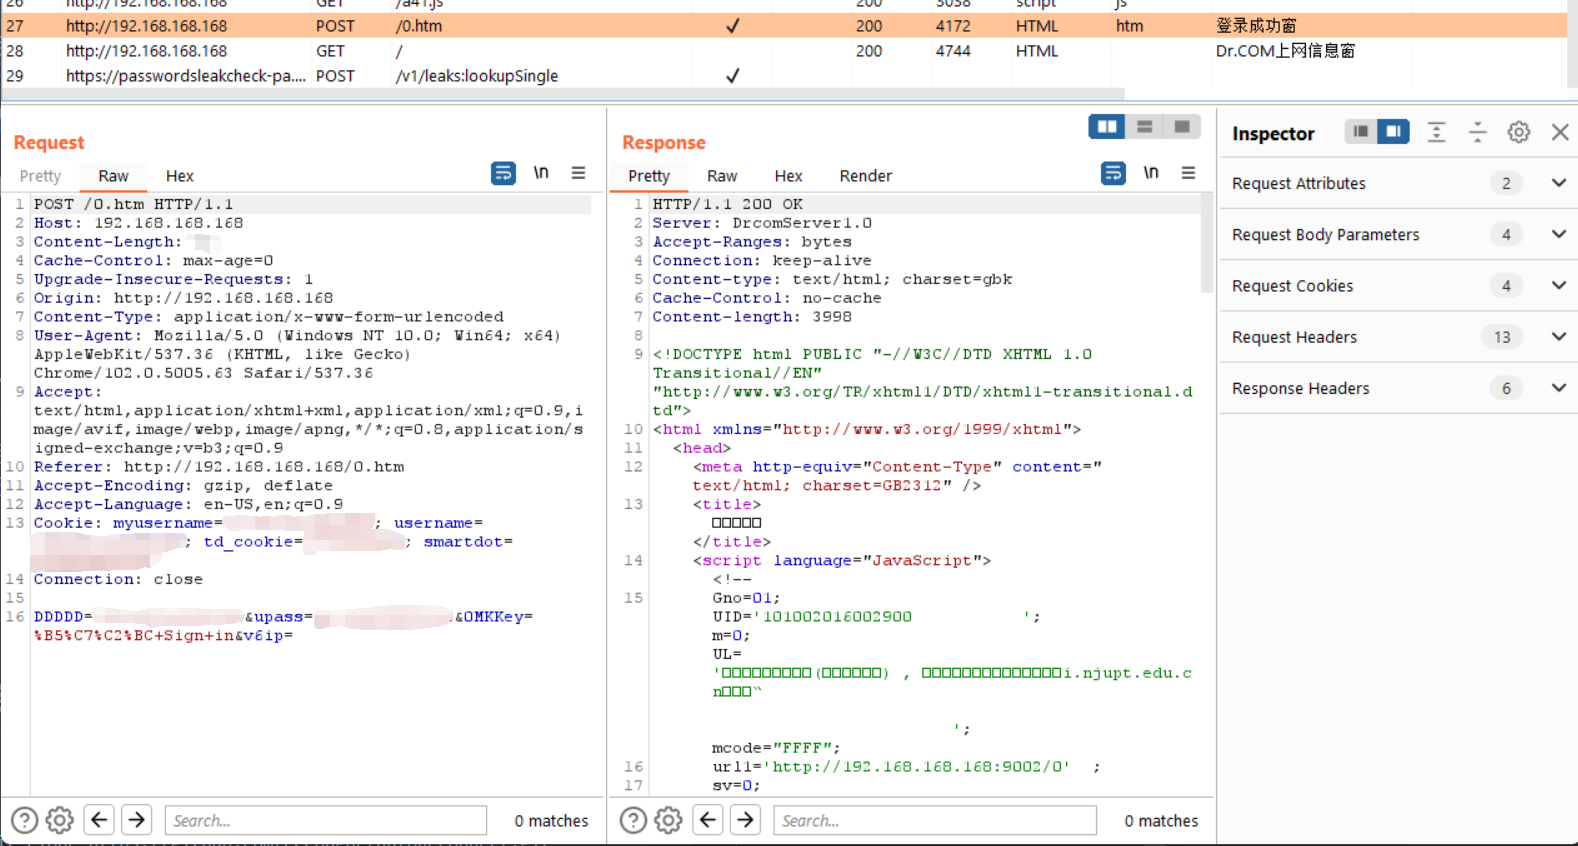 26 http://192.168.168.168 GET /a41.js 200 3038 script js
27 http://192.168.168.168 POST /0.htm ✓ 200 4172 HTML htm 登录成功窗
28 http://192.168.168.168 GET / 200 4744 HTML Dr.COM上网信息窗
29 https://passwordsleakcheck-pa.... POST /v1/leaks:lookupSingle ✓
Request
Pretty Raw Hex \n
1 POST /0.htm HTTP/1.1
2 Host: 192.168.168.168
3 Content-Length:
4 Cache-Control: max-age=0
5 Upgrade-Insecure-Requests: 1
6 Origin: http://192.168.168.168
7 Content-Type: application/x-www-form-urlencoded
8 User-Agent: Mozilla/5.0 (Windows NT 10.0; Win64; x64)
AppleWebKit/537.36 (KHTML, like Gecko)
Chrome/102.0.5005.63 Safari/537.36
9 Accept:
text/html,application/xhtml+xml,application/xml;q=0.9,i
mage/avif,image/webp,image/apng,*/*;q=0.8,application/s
igned-exchange;v=b3;q=0.9
10 Referer: http://192.168.168.168/0.htm
11 Accept-Encoding: gzip, deflate
12 Accept-Language: en-US,en;q=0.9
13 Cookie: myusername= ; username=
; td_cookie= ; smartdot=
14 Connection: close
15
16 DDDDD= &upass= &0MKKey=
%B5%C7%C2%BC+Sign+in&v6ip=
Search... 0 matches
Response
Pretty Raw Hex Render \n
1 HTTP/1.1 200 OK
2 Server: DrcomServer1.0
3 Accept-Ranges: bytes
4 Connection: keep-alive
5 Content-type: text/html; charset=gbk
6 Cache-Control: no-cache
7 Content-length: 3998
8
9 <!DOCTYPE html PUBLIC "-//W3C//DTD XHTML 1.0
Transitional//EN"
"http://www.w3.org/TR/xhtml1/DTD/xhtml1-transitional.d
td">
10 <html xmlns="http://www.w3.org/1999/xhtml">
11 <head>
12 <meta http-equiv="Content-Type" content="
text/html; charset=GB2312" />
13 <title>
□□□□□
</title>
14 <script language="JavaScript">
<!--
15 Gno=01;
UID='101002016002900 ';
m=0;
UL=
'□□□□□□□□□(□□□□□□) , □□□□□□□□□□□□□□i.njupt.edu.c
n□□□‵
';
mcode="FFFF";
16 url1='http://192.168.168.168:9002/0' ;
17 sv=0;
Search... 0 matches
Inspector
Request Attributes 2
Request Body Parameters 4
Request Cookies 4
Request Headers 13
Response Headers 6